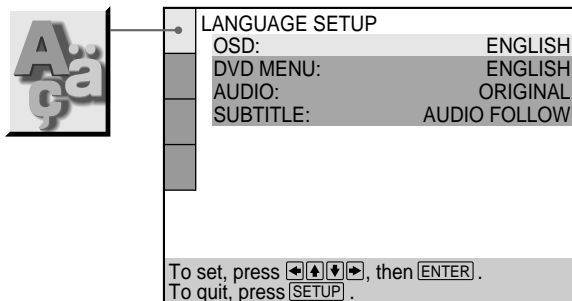 Aäç
LANGUAGE SETUP
OSD: ENGLISH
DVD MENU: ENGLISH
AUDIO: ORIGINAL
SUBTITLE: AUDIO FOLLOW
To set, press ←↑↓→, then ENTER .
To quit, press SETUP .